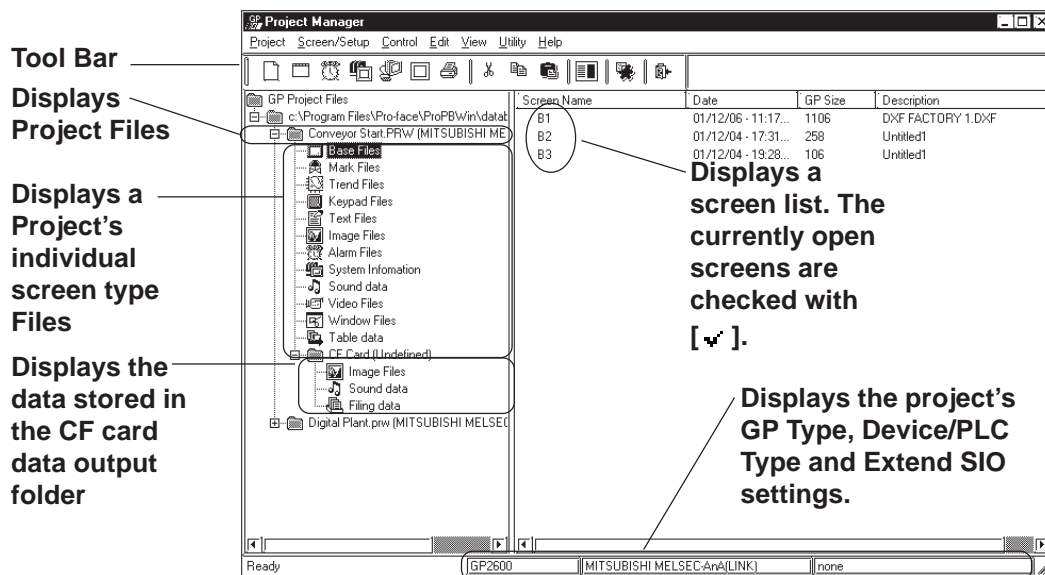 Project Manager
Project Screen/Setup Control Edit View Utility Help
Tool Bar
Displays
Project Files
Displays a
Project's
individual
screen type
Files
Displays the
data stored in
the CF card
data output
folder
GP Project Files
c:\Program Files\Pro-face\ProPBWin\datab
Conveyor Start.PRW (MITSUBISHI ME
Base Files
Mark Files
Trend Files
Keypad Files
Text Files
Image Files
Alarm Files
System Infomation
Sound data
Video Files
Window Files
Table data
CF Card (Undefined)
Image Files
Sound data
Filing data
Digital Plant.prw (MITSUBISHI MELSEC
Screen Name Date GP Size Description
B1 01/12/06 - 11:17... 1106 DXF FACTORY 1.DXF
B2 01/12/04 - 17:31... 258 Untitled1
B3 01/12/04 - 19:28... 106 Untitled1
Displays a
screen list. The
currently open
screens are
checked with
[ ✓ ].
Displays the project's
GP Type, Device/PLC
Type and Extend SIO
settings.
Ready GP2600 MITSUBISHI MELSEC-AnA(LINK) none